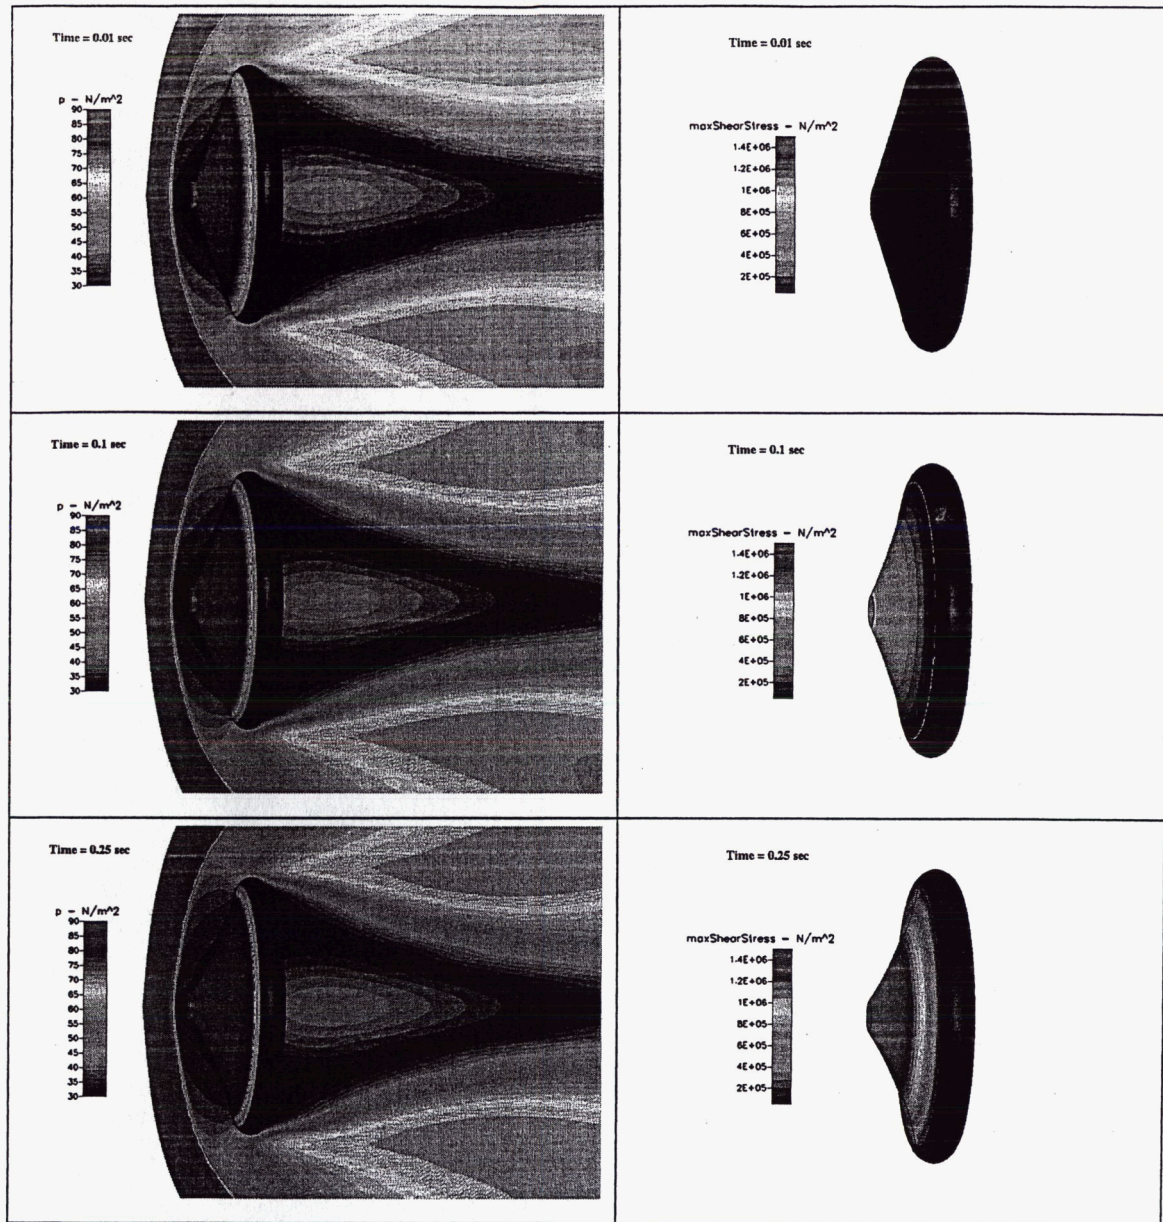 Time = 0.01 sec
p - N/m^2
90
85
80
75
70
65
60
55
50
45
40
35
30
Time = 0.01 sec
maxShearStress - N/m^2
1.4E+06
1.2E+06
1E+06
8E+05
6E+05
4E+05
2E+05
Time = 0.1 sec
p - N/m^2
90
85
80
75
70
65
60
55
50
45
40
35
30
Time = 0.1 sec
maxShearStress - N/m^2
1.4E+06
1.2E+06
1E+06
8E+05
6E+05
4E+05
2E+05
Time = 0.25 sec
p - N/m^2
90
85
80
75
70
65
60
55
50
45
40
35
30
Time = 0.25 sec
maxShearStress - N/m^2
1.4E+06
1.2E+06
1E+06
8E+05
6E+05
4E+05
2E+05